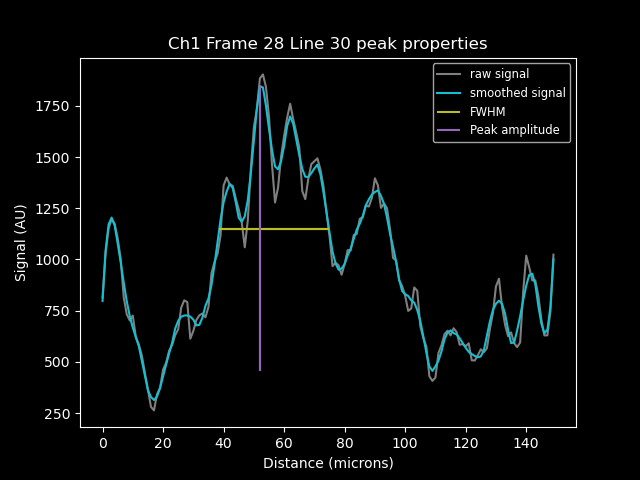 Ch1 Frame 28 Line 30 peak properties
raw signal
smoothed signal
FWHM
Peak amplitude
Signal (AU)
1750
1500
1250
1000
750
500
250
0 20 40 60 80 100 120 140
Distance (microns)